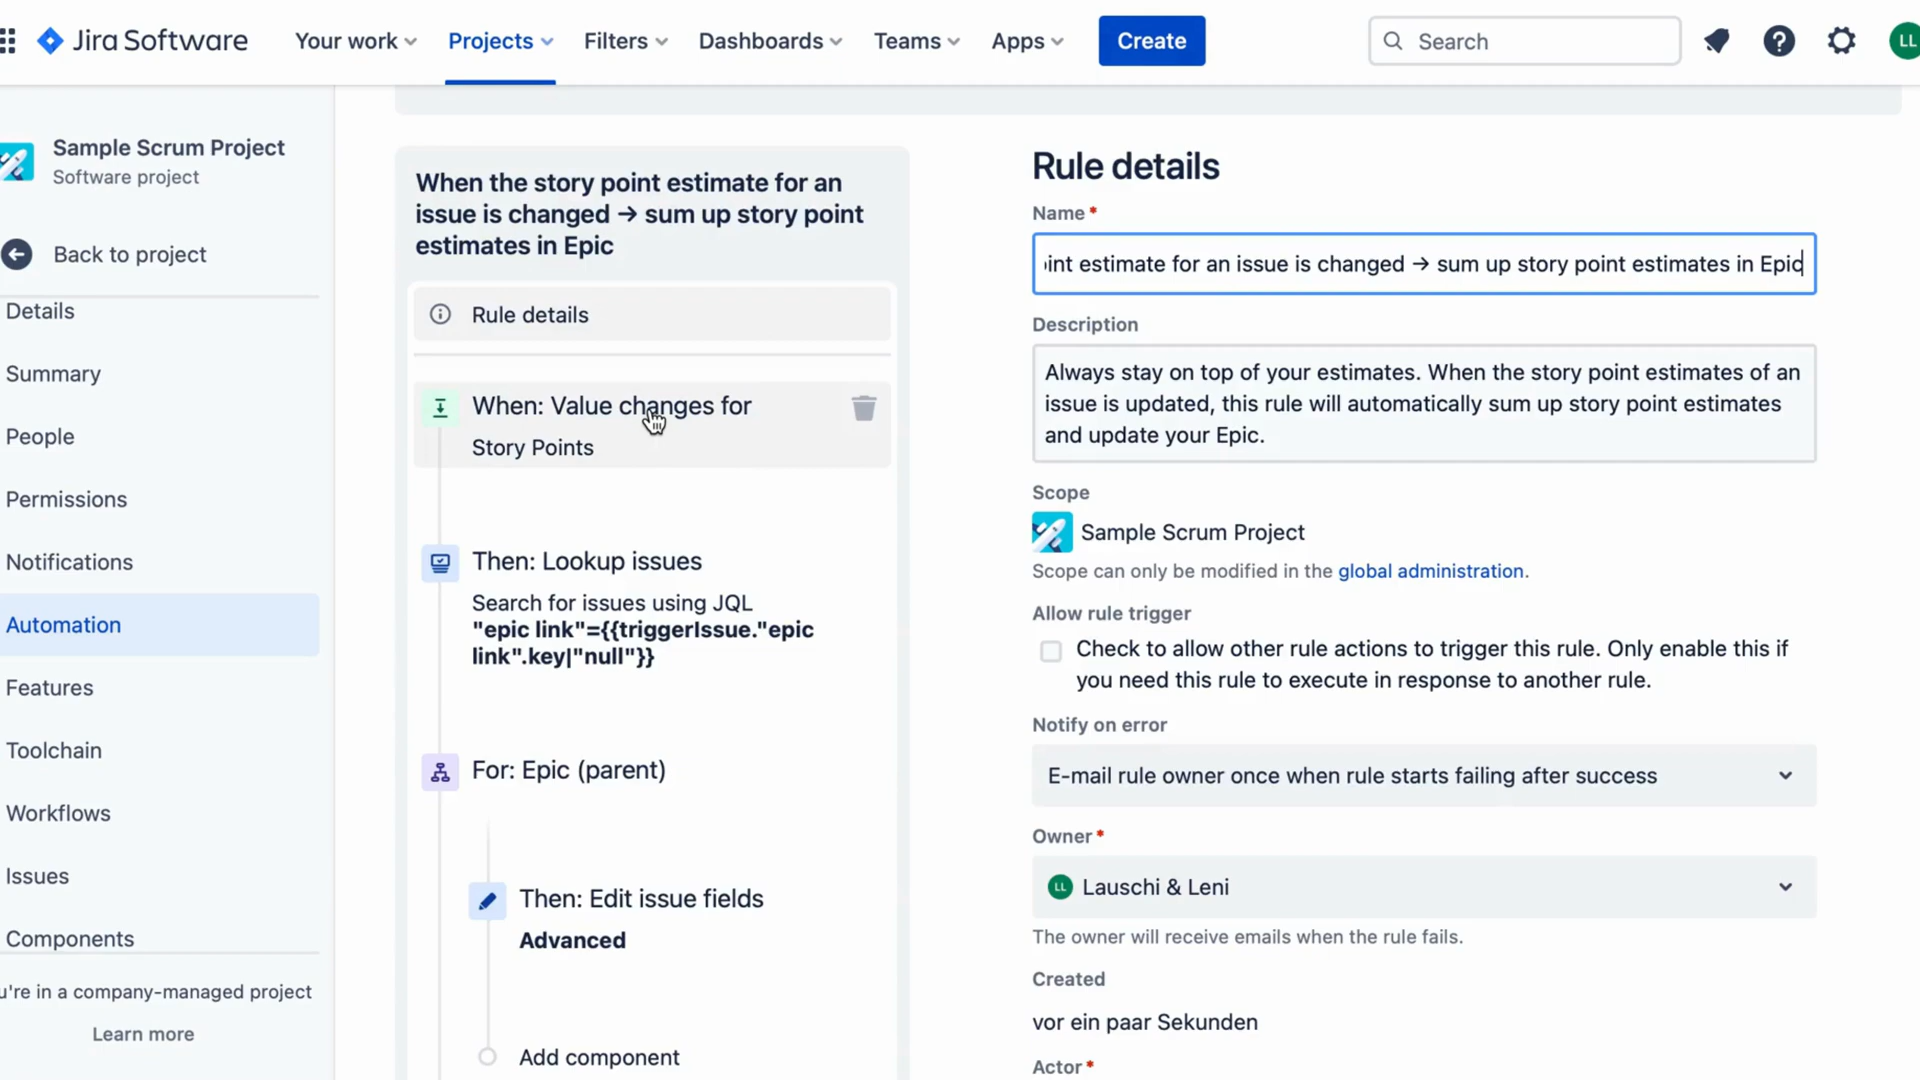 Jira Software
Your work
Projects
Filters
Dashboards
Teams
Apps
Create
Search
LL
Sample Scrum Project
Software project
Back to project
Details
Summary
People
Permissions
Notifications
Automation
Features
Toolchain
Workflows
Issues
Components
u're in a company-managed project
Learn more
When the story point estimate for an
issue is changed → sum up story point
estimates in Epic
Rule details
When: Value changes for
Story Points
Then: Lookup issues
Search for issues using JQL
"epic link"={{triggerIssue."epic
link".key|"null"}}
For: Epic (parent)
Then: Edit issue fields
Advanced
Add component
Rule details
Name *
oint estimate for an issue is changed → sum up story point estimates in Epic
Description
Always stay on top of your estimates. When the story point estimates of an
issue is updated, this rule will automatically sum up story point estimates
and update your Epic.
Scope
Sample Scrum Project
Scope can only be modified in the global administration.
Allow rule trigger
Check to allow other rule actions to trigger this rule. Only enable this if
you need this rule to execute in response to another rule.
Notify on error
E-mail rule owner once when rule starts failing after success
Owner *
LL Lauschi & Leni
The owner will receive emails when the rule fails.
Created
vor ein paar Sekunden
Actor *